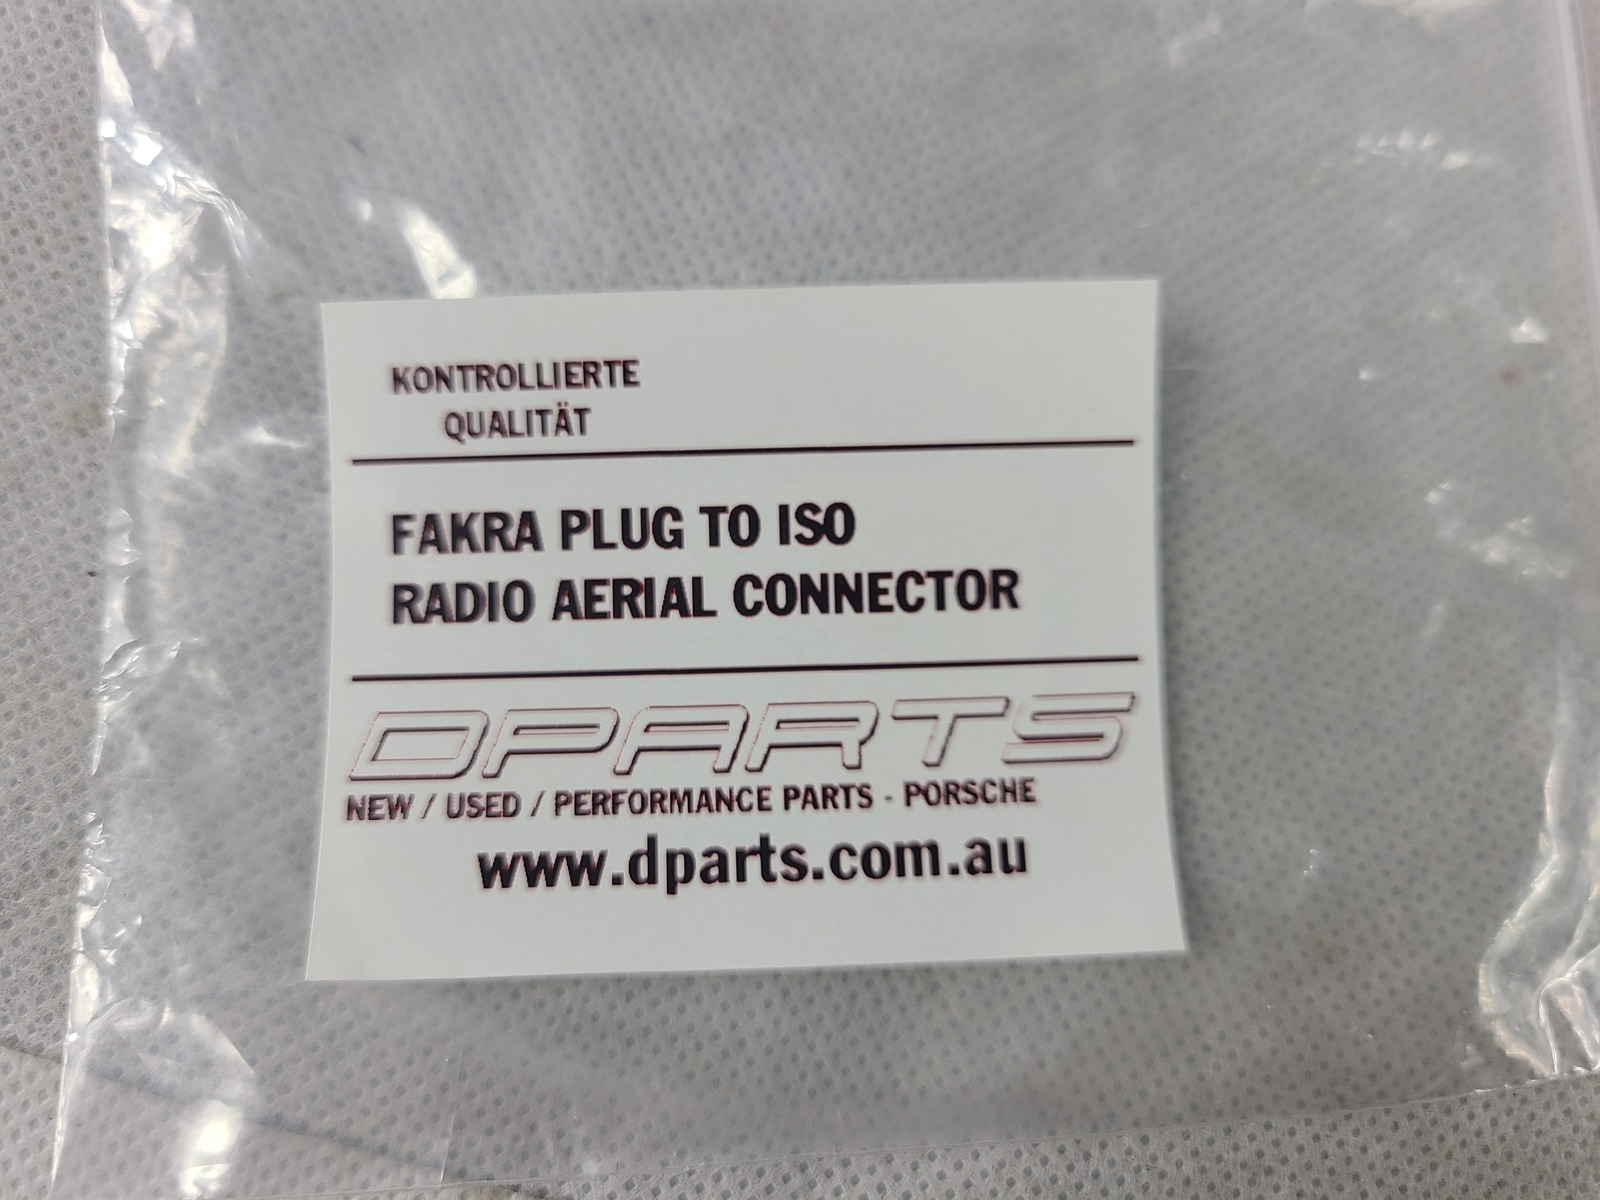 KONTROLLIERTE
QUALITÄT
FAKRA PLUG TO ISO
RADIO AERIAL CONNECTOR
DPARTS
NEW / USED / PERFORMANCE PARTS - PORSCHE
www.dparts.com.au